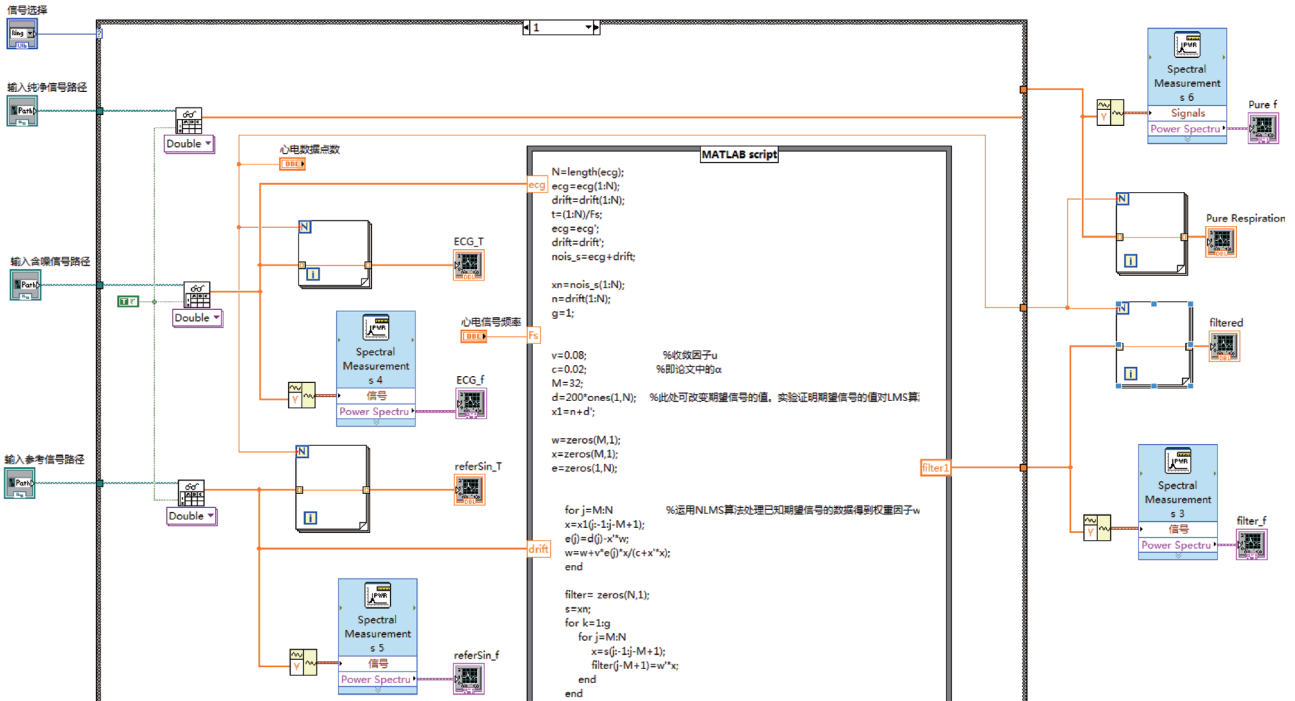 信号选择
Ring
1
输入纯净信号路径
Path
Double
心电数据点数
DBL
MATLAB script
ecg
N=length(ecg);
ecg=ecg(1:N);
drift=drift(1:N);
t=(1:N)/Fs;
ecg=ecg';
drift=drift';
nois_s=ecg+drift;
xn=nois_s(1:N);
n=drift(1:N);
g=1;
v=0.08; %收敛因子u
c=0.02; %即论文中的α
M=32;
d=200*ones(1,N); %此处可改变期望信号的值。实验证明期望信号的值对LMS算
x1=n+d';
w=zeros(M,1);
x=zeros(M,1);
e=zeros(1,N);
for j=M:N %运用NLMS算法处理已知期望信号的数据得到权重因子w
x=x1(j:-1:j-M+1);
e(j)=d(j)-x'*w;
w=w+v*e(j)*x/(c+x'*x);
end
filter= zeros(N,1);
s=xn;
for k=1:g
for j=M:N
x=s(j:-1:j-M+1);
filter(j-M+1)=w'*x;
end
end
N
i
ECG_T
输入含噪信号路径
Path
Double
心电信号频率
DBL
Fs
Spectral
Measurement
s 4
信号
Power Spectru
ECG_f
输入参考信号路径
Path
Double
N
i
referSin_T
drift
filter1
Spectral
Measurement
s 5
信号
Power Spectru
referSin_f
Spectral
Measurement
s 6
Signals
Power Spectru
Pure f
N
i
Pure Respiration
N
i
filtered
Spectral
Measurement
s 3
信号
Power Spectru
filter_f